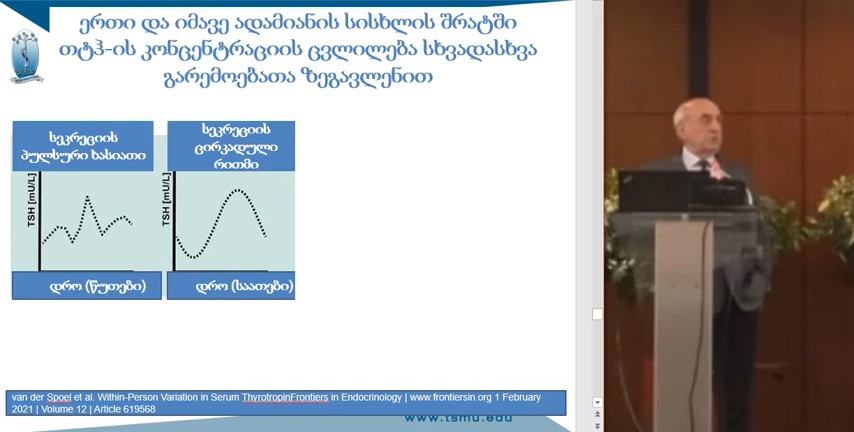 ერთი და იმავე ადამიანის სისხლის შრატში
თტჰ-ის კონცენტრაციის ცვლილება სხვადასხვა
გარემოებათა ზეგავლენით
სეკრეციის
პულსური ხასიათი
TSH [mU/L]
დრო (წუთები)
სეკრეციის
ცირკადული
რითმი
TSH [mU/L]
დრო (საათები)
van der Spoel et al. Within-Person Variation in Serum ThyrotropinFrontiers in Endocrinology | www.frontiersin.org 1 February
2021 | Volume 12 | Article 619568
www.tsmu.edu